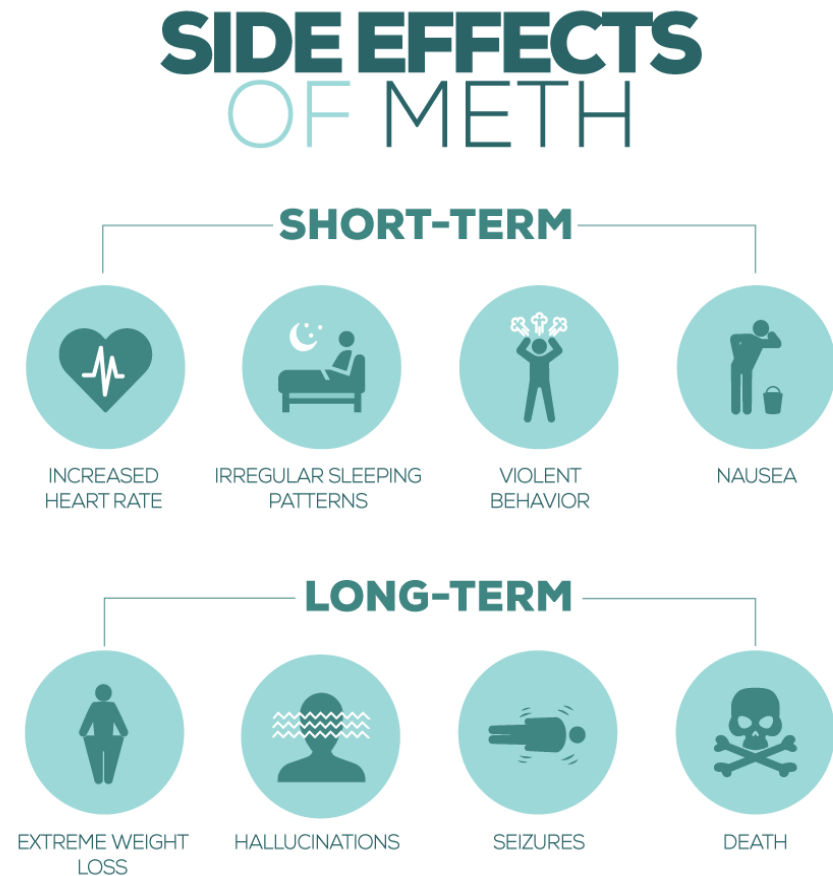 SIDE EFFECTS
OF METH
SHORT-TERM
INCREASED
HEART RATE
IRREGULAR SLEEPING
PATTERNS
VIOLENT
BEHAVIOR
NAUSEA
LONG-TERM
EXTREME WEIGHT
LOSS
HALLUCINATIONS
SEIZURES
DEATH